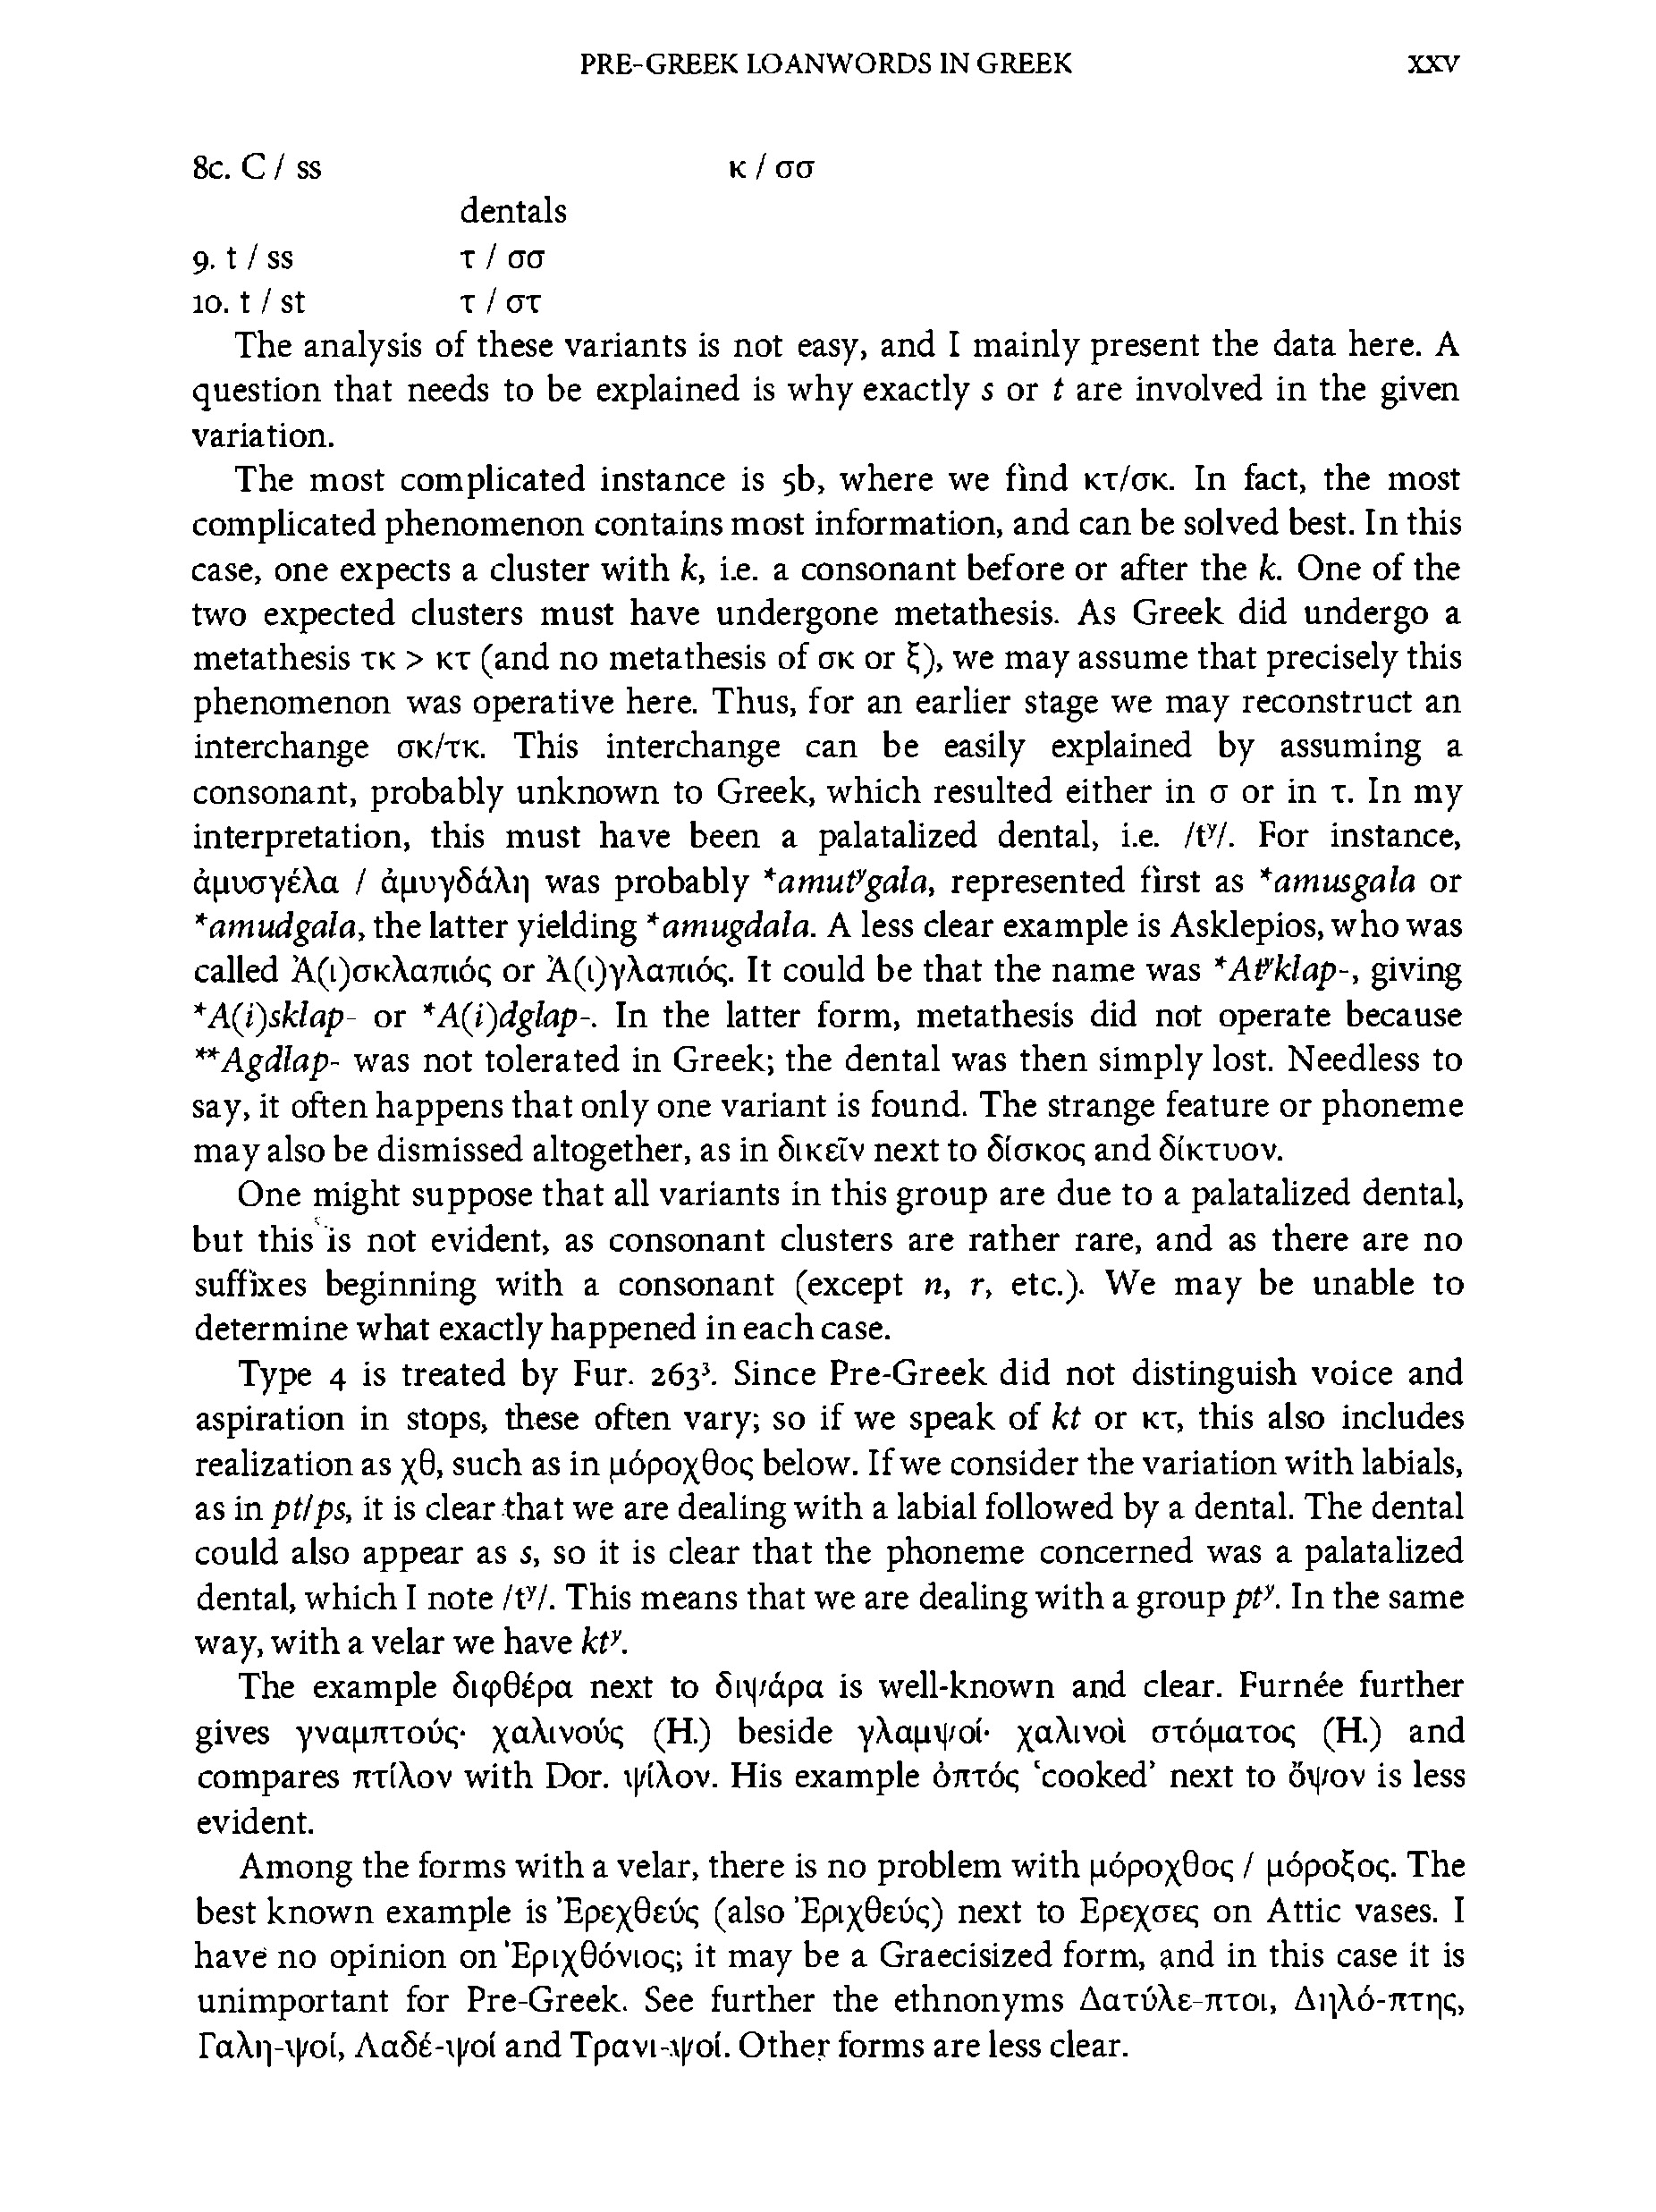 PRE-GREEK LOANWORDS IN GREEK xxv
8c. C / ss κ / σσ
dentals
9. t / ss τ / σσ
10. t / st τ / στ
The analysis of these variants is not easy, and I mainly present the data here. A
question that needs to be explained is why exactly s or t are involved in the given
variation.
The most complicated instance is 5b, where we find κτ/σκ. In fact, the most
complicated phenomenon contains most information, and can be solved best. In this
case, one expects a cluster with k, i.e. a consonant before or after the k. One of the
two expected clusters must have undergone metathesis. As Greek did undergo a
metathesis τκ > κτ (and no metathesis of σκ or ξ), we may assume that precisely this
phenomenon was operative here. Thus, for an earlier stage we may reconstruct an
interchange σκ/τκ. This interchange can be easily explained by assuming a
consonant, probably unknown to Greek, which resulted either in σ or in τ. In my
interpretation, this must have been a palatalized dental, i.e. /tʸ/. For instance,
ἀμυσγέλα / ἀμυγδάλη was probably *amutʸgala, represented first as *amusgala or
*amudgala, the latter yielding *amugdala. A less clear example is Asklepios, who was
called Ἀ(ι)σκλαπιός or Ἀ(ι)γλαπιός. It could be that the name was *Atʸklap-, giving
*A(i)sklap- or *A(i)dglap-. In the latter form, metathesis did not operate because
**Agdlap- was not tolerated in Greek; the dental was then simply lost. Needless to
say, it often happens that only one variant is found. The strange feature or phoneme
may also be dismissed altogether, as in δικεῖν next to δίσκος and δίκτυον.
One might suppose that all variants in this group are due to a palatalized dental,
but this is not evident, as consonant clusters are rather rare, and as there are no
suffixes beginning with a consonant (except n, r, etc.). We may be unable to
determine what exactly happened in each case.
Type 4 is treated by Fur. 263³. Since Pre-Greek did not distinguish voice and
aspiration in stops, these often vary; so if we speak of kt or κτ, this also includes
realization as χθ, such as in μόροχθος below. If we consider the variation with labials,
as in pt/ps, it is clear that we are dealing with a labial followed by a dental. The dental
could also appear as s, so it is clear that the phoneme concerned was a palatalized
dental, which I note /tʸ/. This means that we are dealing with a group ptʸ. In the same
way, with a velar we have ktʸ.
The example διφθέρα next to διψάρα is well-known and clear. Furnée further
gives γναμπτούς· χαλινούς (H.) beside γλαμψοί· χαλινοὶ στόματος (H.) and
compares πτίλον with Dor. ψίλον. His example ὀπτός ‘cooked’ next to ὄψον is less
evident.
Among the forms with a velar, there is no problem with μόροχθος / μόροξος. The
best known example is Ἐρεχθεύς (also Ἐριχθεύς) next to Ερεχσες on Attic vases. I
have no opinion on Ἐριχθόνιος; it may be a Graecisized form, and in this case it is
unimportant for Pre-Greek. See further the ethnonyms Δατύλε-πτοι, Διηλό-πτης,
Γαλη-ψοί, Λαδέ-ψοί and Τρανι-ψοί. Other forms are less clear.